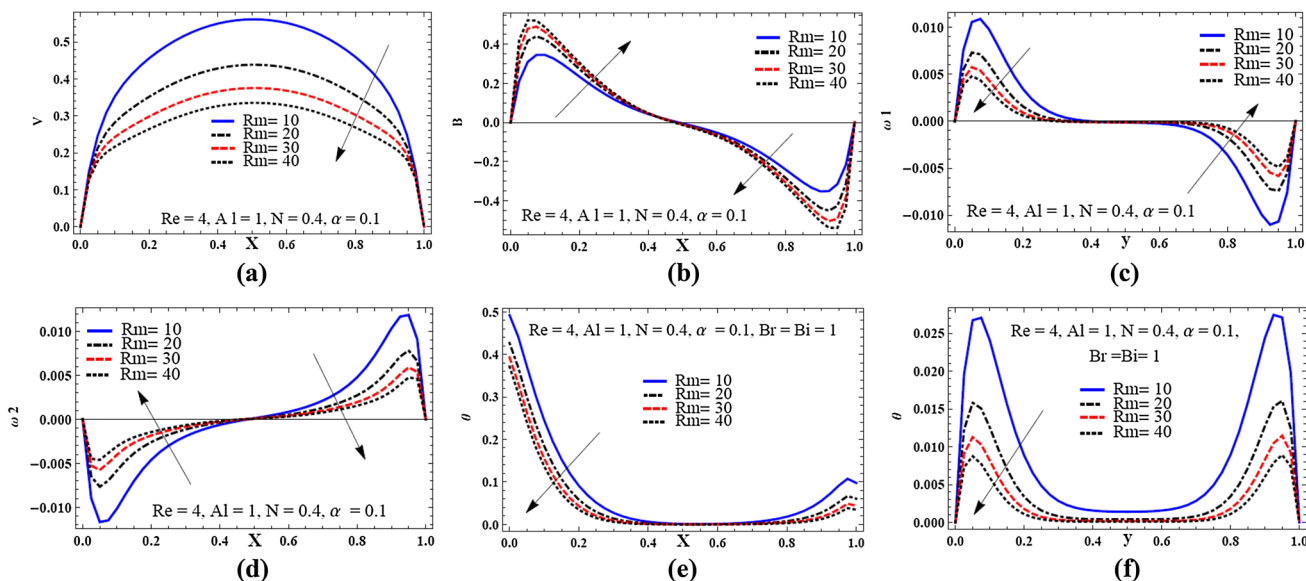 V
0.5
0.4
0.3
0.2
0.1
0.0
Rm= 10
Rm= 20
Rm= 30
Rm= 40
Re = 4, A l = 1, N = 0.4, α = 0.1
0.0 0.2 0.4 0.6 0.8 1.0
X
(a)
B
0.4
0.2
0.0
−0.2
−0.4
Rm= 10
Rm= 20
Rm= 30
Rm= 40
Re = 4, A l = 1, N = 0.4, α = 0.1
0.0 0.2 0.4 0.6 0.8 1.0
X
(b)
ω 1
0.010
0.005
0.000
−0.005
−0.010
Rm= 10
Rm= 20
Rm= 30
Rm= 40
Re = 4, Al = 1, N = 0.4, α = 0.1
0.0 0.2 0.4 0.6 0.8 1.0
y
(c)
ω 2
0.010
0.005
0.000
−0.005
−0.010
Rm= 10
Rm= 20
Rm= 30
Rm= 40
Re = 4, Al = 1, N = 0.4, α = 0.1
0.0 0.2 0.4 0.6 0.8 1.0
X
(d)
θ
0.5
0.4
0.3
0.2
0.1
0.0
Re = 4, Al = 1, N = 0.4, α = 0.1, Br = Bi = 1
Rm= 10
Rm= 20
Rm= 30
Rm= 40
0.0 0.2 0.4 0.6 0.8 1.0
X
(e)
θ
0.025
0.020
0.015
0.010
0.005
0.000
Re = 4, Al = 1, N = 0.4, α = 0.1,
Br =Bi= 1
Rm= 10
Rm= 20
Rm= 30
Rm= 40
0.0 0.2 0.4 0.6 0.8 1.0
y
(f)